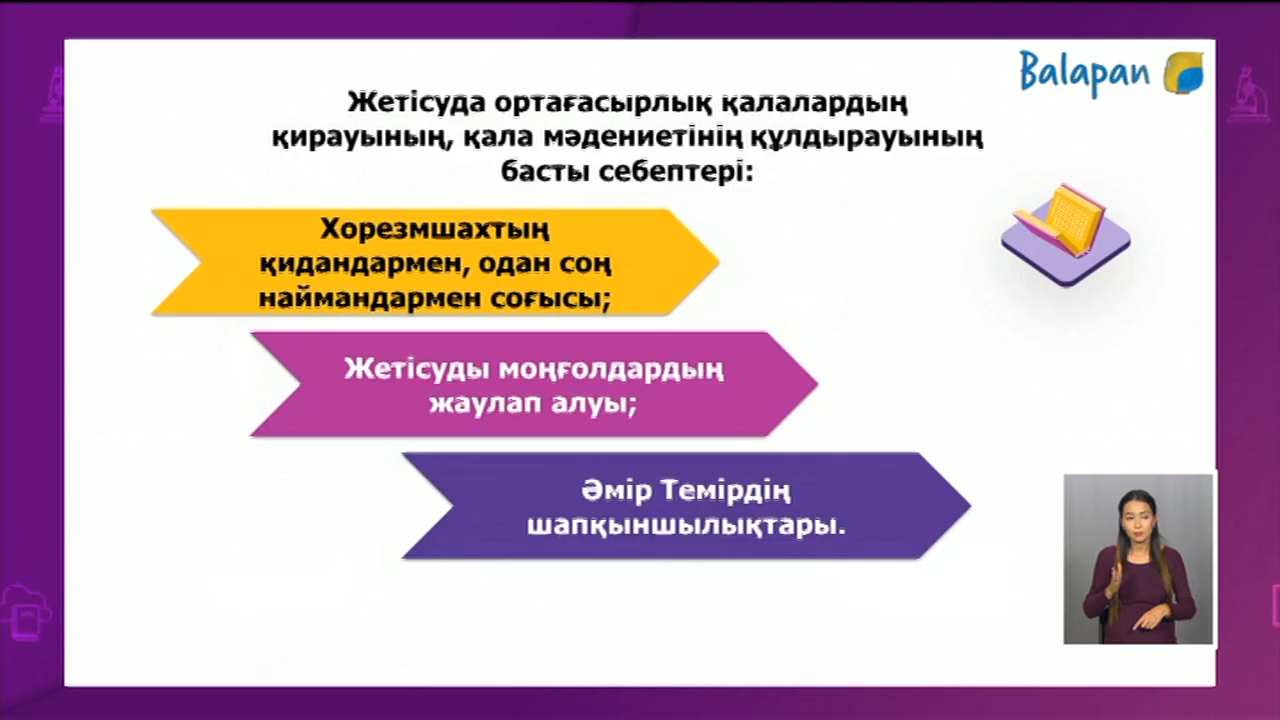 Balapan
Жетісуда ортағасырлық қалалардың
қирауының, қала мәдениетінің құлдырауының
басты себептері:
Хорезмшахтың
қидандармен, одан соң
наймандармен соғысы;
Жетісуды моңғолдардың
жаулап алуы;
Әмір Темірдің
шапқыншылықтары.